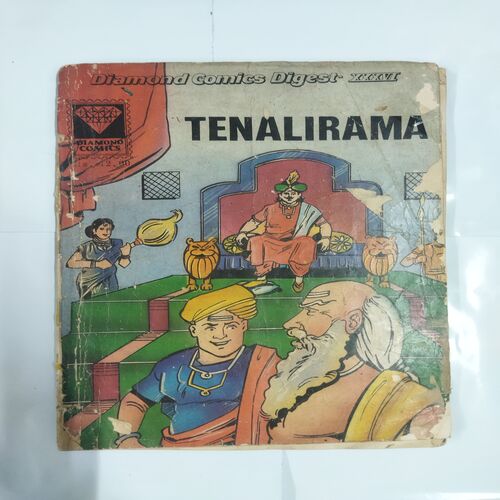 Diamond Comics Digest- XXXVI
TENALIRAMA
DIAMOND
COMICS